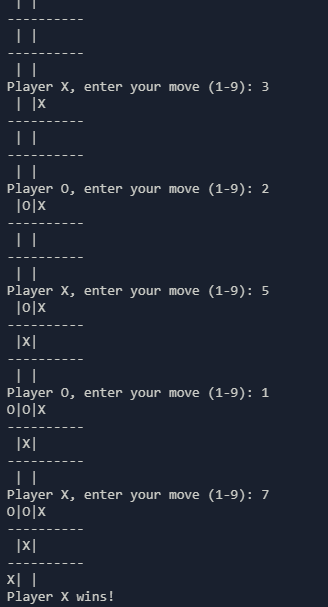 | |
----------
 | |
----------
 | |
Player X, enter your move (1-9): 3
 | |X
----------
 | |
----------
 | |
Player O, enter your move (1-9): 2
 |O|X
----------
 | |
----------
 | |
Player X, enter your move (1-9): 5
 |O|X
----------
 |X|
----------
 | |
Player O, enter your move (1-9): 1
O|O|X
----------
 |X|
----------
 | |
Player X, enter your move (1-9): 7
O|O|X
----------
 |X|
----------
X| |
Player X wins!